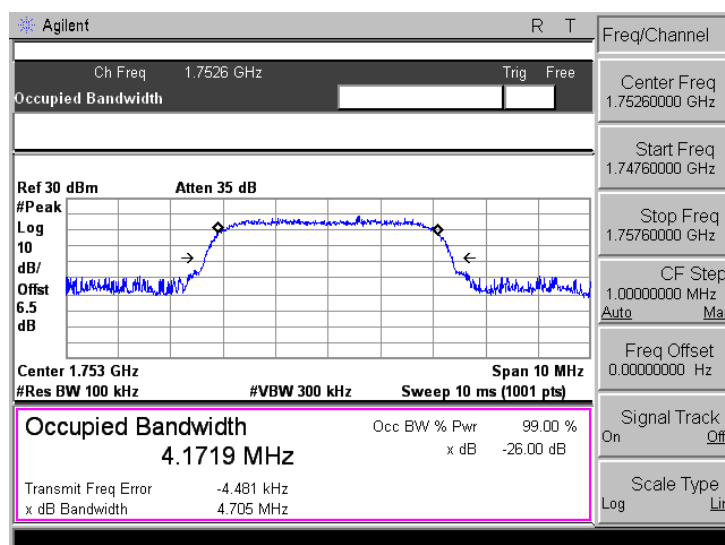 Agilent R T
Ch Freq 1.7526 GHz Trig Free
Occupied Bandwidth
Ref 30 dBm Atten 35 dB
#Peak
Log
10
dB/
Offst
6.5
dB
Center 1.753 GHz Span 10 MHz
#Res BW 100 kHz #VBW 300 kHz Sweep 10 ms (1001 pts)
Occupied Bandwidth
4.1719 MHz
Occ BW % Pwr 99.00 %
x dB -26.00 dB
Transmit Freq Error -4.481 kHz
x dB Bandwidth 4.705 MHz
Freq/Channel
Center Freq
1.75260000 GHz
Start Freq
1.74760000 GHz
Stop Freq
1.75760000 GHz
CF Step
1.00000000 MHz
Auto Ma
Freq Offset
0.00000000 Hz
Signal Track
On Off
Scale Type
Log Lin